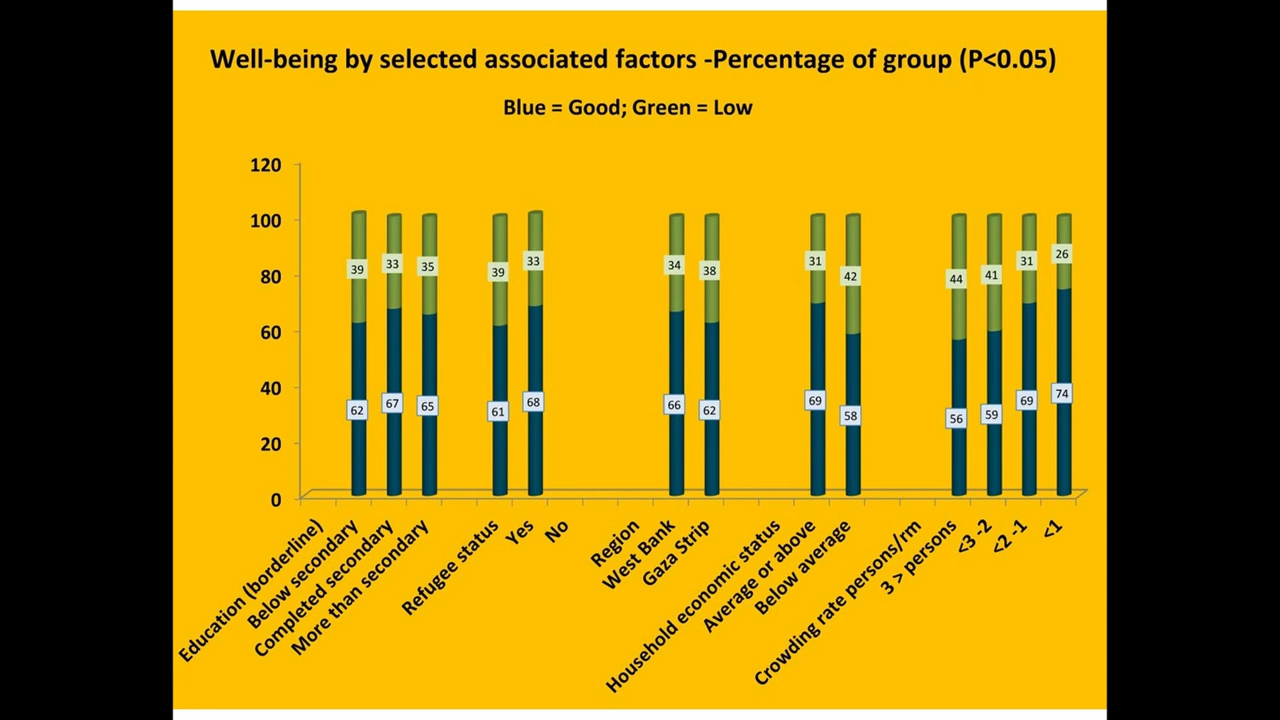 Well-being by selected associated factors -Percentage of group (P<0.05)
Blue = Good; Green = Low
120
100
80
60
40
20
0
39
33
35
39
33
34
38
31
42
44
41
31
26
62
67
65
61
68
66
62
69
58
56
59
69
74
Education (borderline)
Below secondary
Completed secondary
More than secondary
Refugee status
Yes
No
Region
West Bank
Gaza Strip
Household economic status
Average or above
Below average
Crowding rate persons/rm
3 > persons
<3 -2
<2 -1
<1